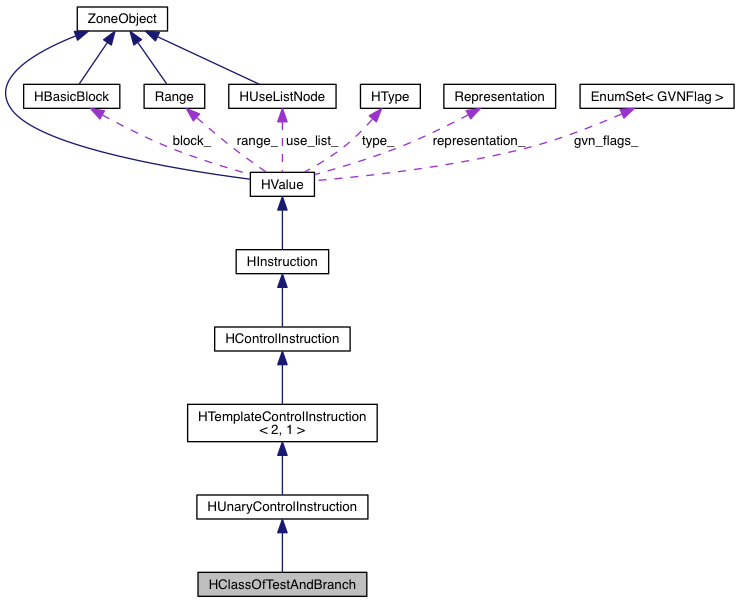 ZoneObject
HBasicBlock
Range
HUseListNode
HType
Representation
EnumSet< GVNFlag >
block_
range_
use_list_
type_
representation_
gvn_flags_
HValue
HInstruction
HControlInstruction
HTemplateControlInstruction
< 2, 1 >
HUnaryControlInstruction
HClassOfTestAndBranch